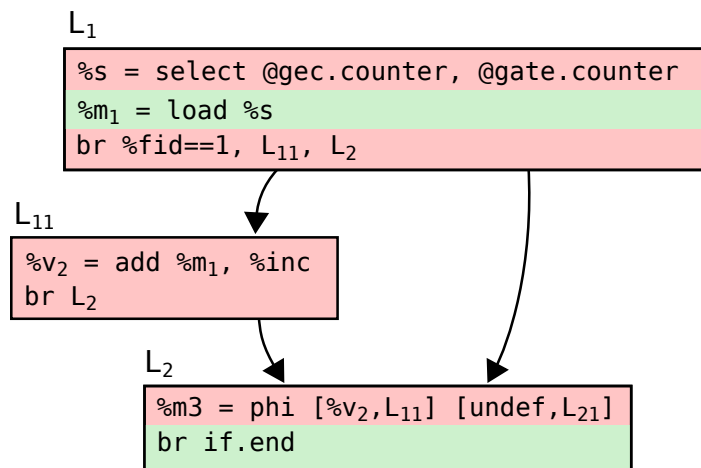 L₁
%s = select @gec.counter, @gate.counter
%m₁ = load %s
br %fid==1, L₁₁, L₂
L₁₁
%v₂ = add %m₁, %inc
br L₂
L₂
%m3 = phi [%v₂,L₁₁] [undef,L₂₁]
br if.end